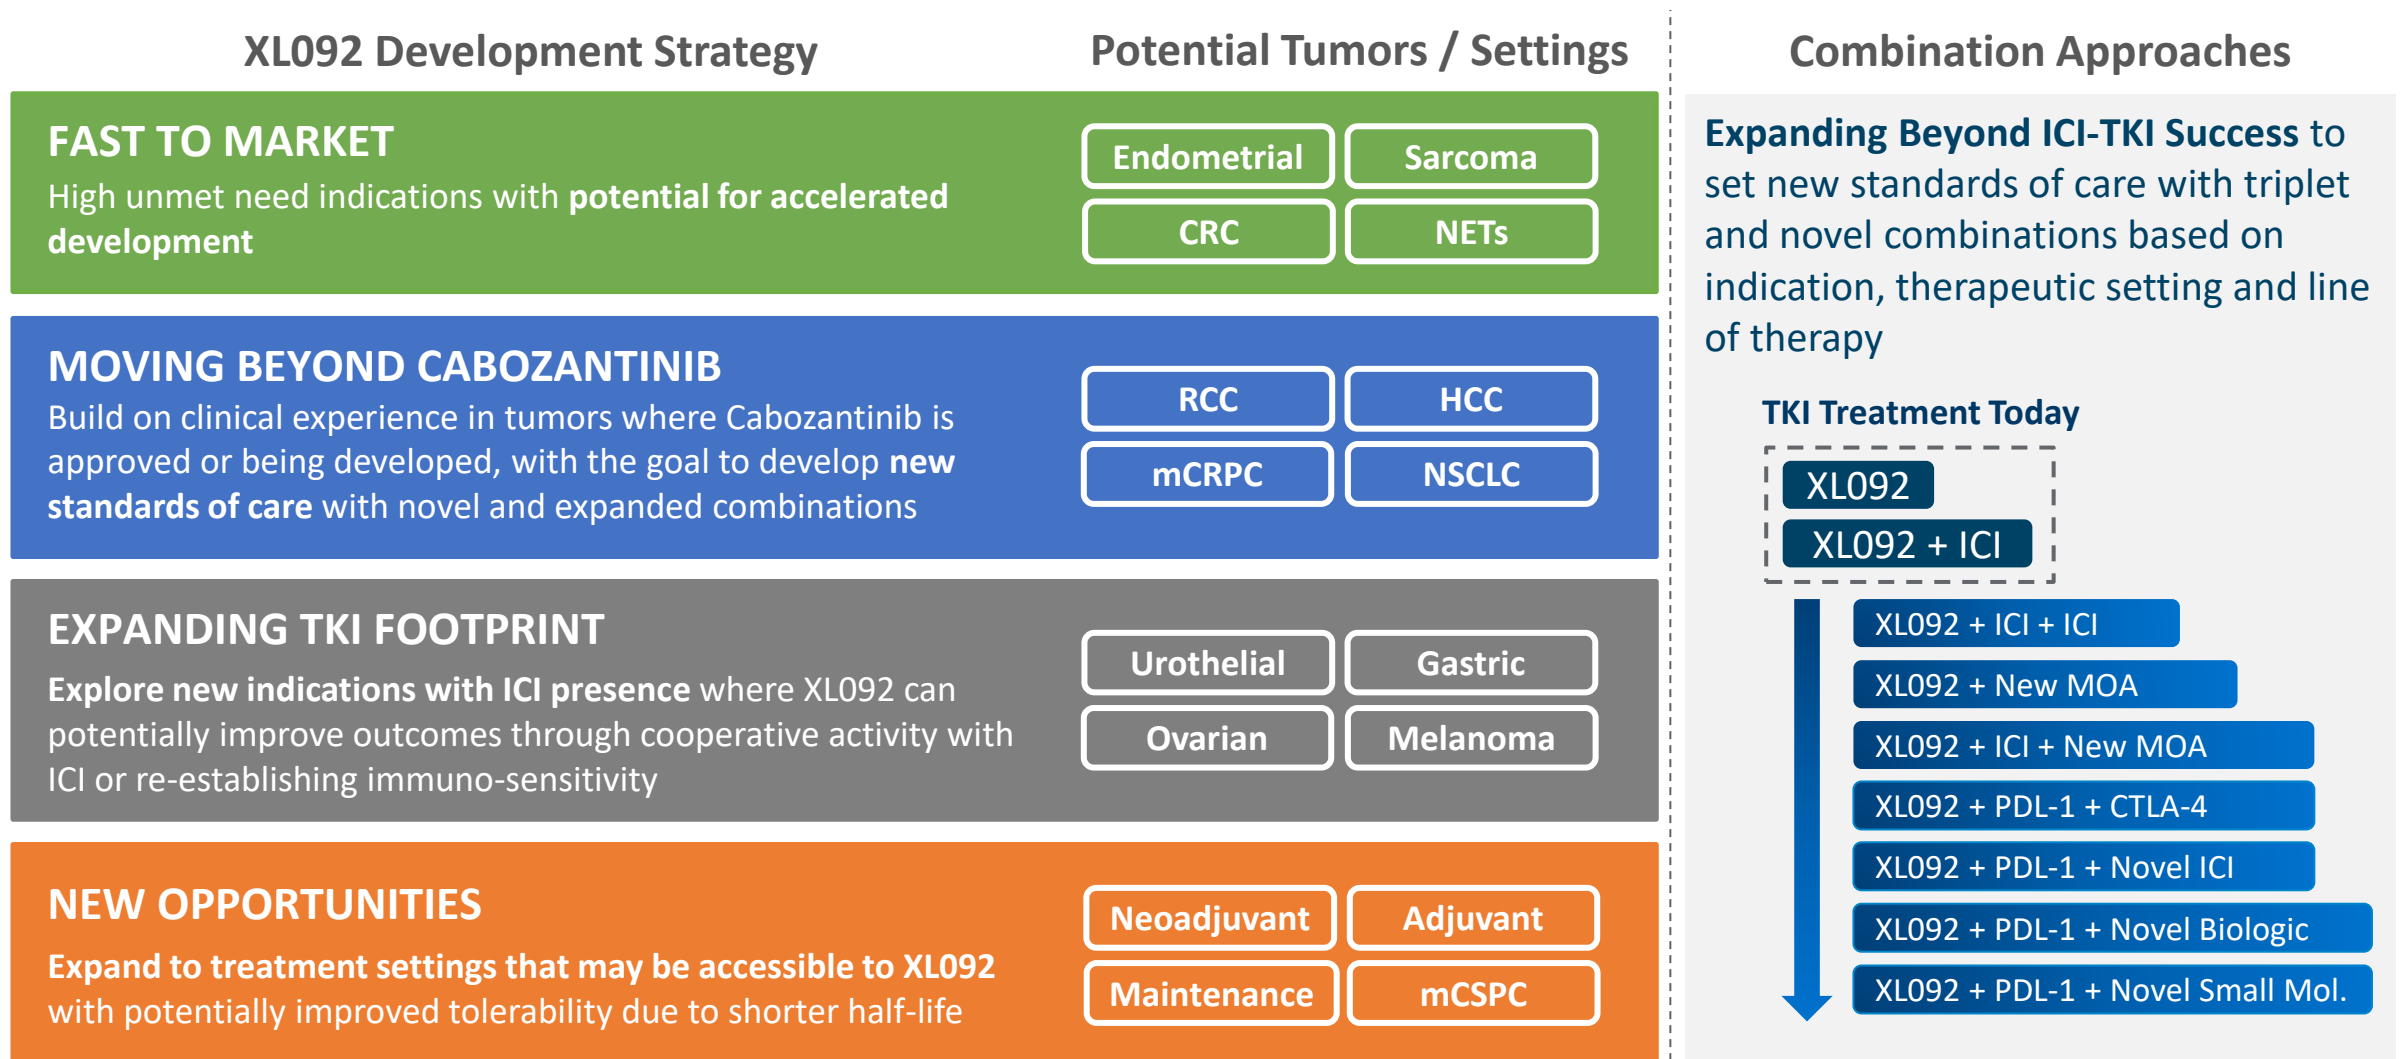 XL092 Development Strategy
Potential Tumors / Settings
Combination Approaches
FAST TO MARKET
High unmet need indications with potential for accelerated
development
Endometrial
Sarcoma
CRC
NETs
MOVING BEYOND CABOZANTINIB
Build on clinical experience in tumors where Cabozantinib is
approved or being developed, with the goal to develop new
standards of care with novel and expanded combinations
RCC
HCC
mCRPC
NSCLC
EXPANDING TKI FOOTPRINT
Explore new indications with ICI presence where XL092 can
potentially improve outcomes through cooperative activity with
ICI or re-establishing immuno-sensitivity
Urothelial
Gastric
Ovarian
Melanoma
NEW OPPORTUNITIES
Expand to treatment settings that may be accessible to XL092
with potentially improved tolerability due to shorter half-life
Neoadjuvant
Adjuvant
Maintenance
mCSPC
Expanding Beyond ICI-TKI Success to
set new standards of care with triplet
and novel combinations based on
indication, therapeutic setting and line
of therapy
TKI Treatment Today
XL092
XL092 + ICI
XL092 + ICI + ICI
XL092 + New MOA
XL092 + ICI + New MOA
XL092 + PDL-1 + CTLA-4
XL092 + PDL-1 + Novel ICI
XL092 + PDL-1 + Novel Biologic
XL092 + PDL-1 + Novel Small Mol.